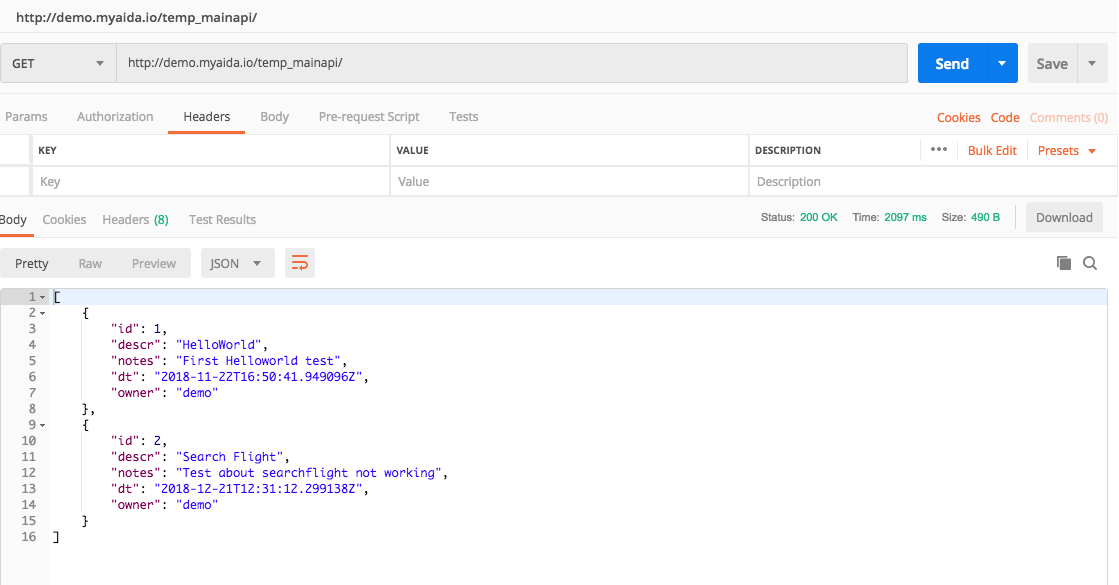 http://demo.myaida.io/temp_mainapi/
GET http://demo.myaida.io/temp_mainapi/ Send Save
Params Authorization Headers Body Pre-request Script Tests Cookies Code Comments (0)
KEY VALUE DESCRIPTION ••• Bulk Edit Presets
Key Value Description
Body Cookies Headers (8) Test Results Status: 200 OK Time: 2097 ms Size: 490 B Download
Pretty Raw Preview JSON
1 [
2 {
3 "id": 1,
4 "descr": "HelloWorld",
5 "notes": "First Helloworld test",
6 "dt": "2018-11-22T16:50:41.949096Z",
7 "owner": "demo"
8 },
9 {
10 "id": 2,
11 "descr": "Search Flight",
12 "notes": "Test about searchflight not working",
13 "dt": "2018-12-21T12:31:12.299138Z",
14 "owner": "demo"
15 }
16 ]